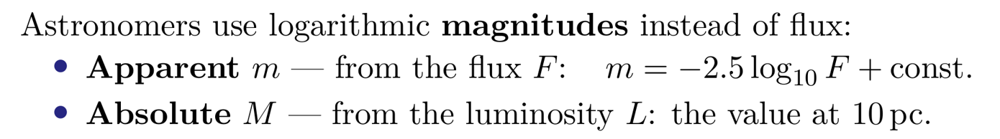 Astronomers use logarithmic magnitudes instead of flux:
• Apparent m — from the flux F: m = −2.5 log₁₀ F + const.
• Absolute M — from the luminosity L: the value at 10 pc.